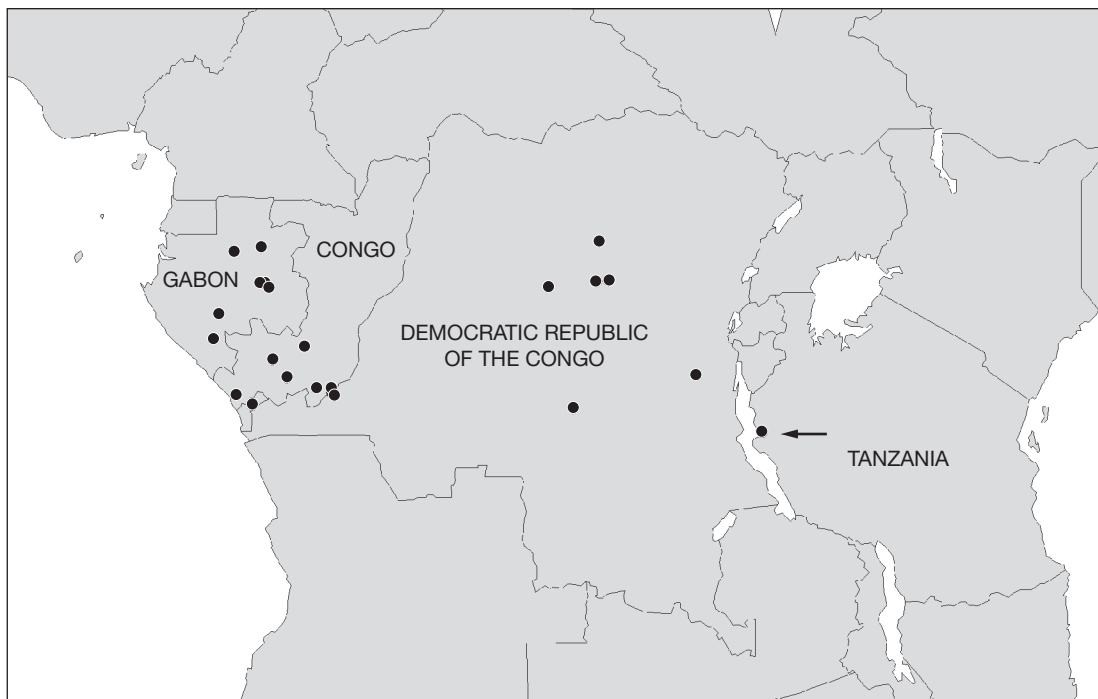 CONGO
GABON
DEMOCRATIC REPUBLIC
OF THE CONGO
TANZANIA